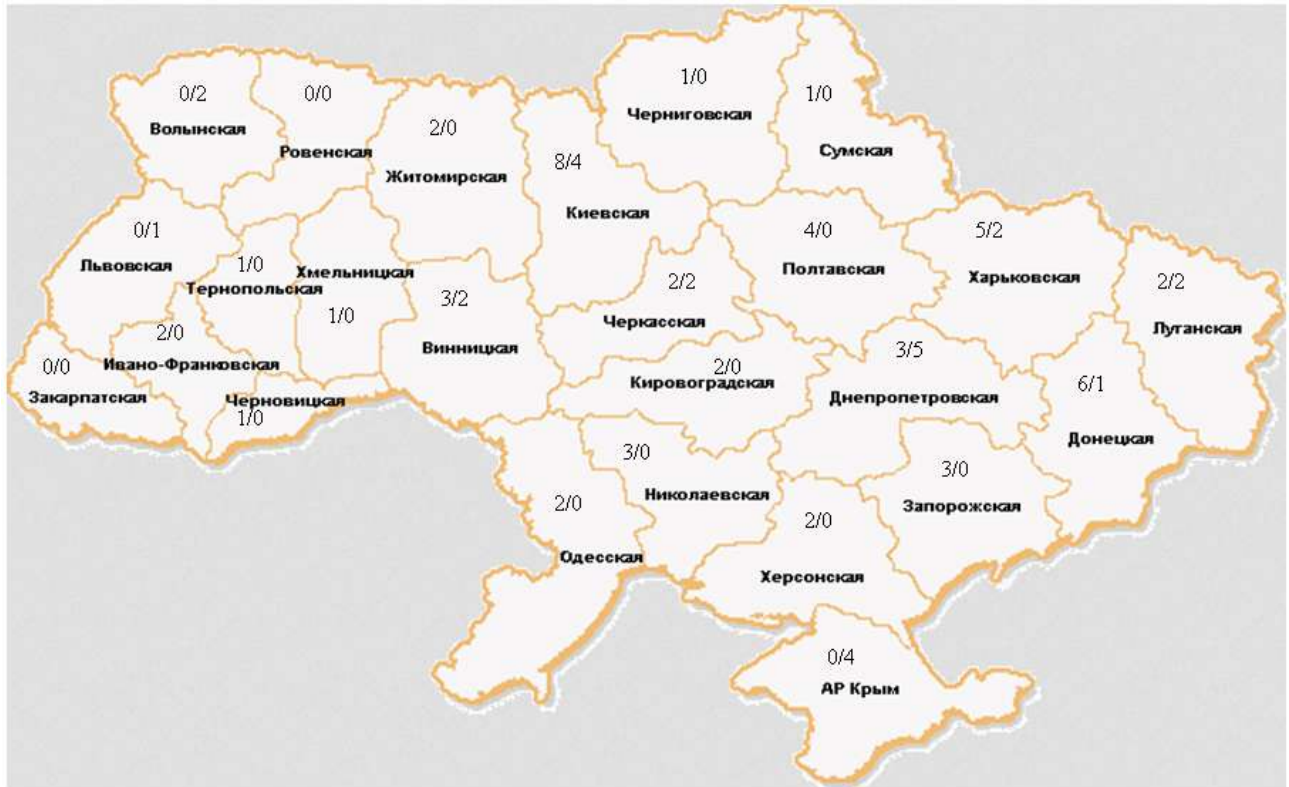 1/0
Черниговская
1/0
Сумская
0/2
Волынская
0/0
Ровенская
2/0
Житомирская
8/4
Киевская
0/1
Львовская
1/0
Тернопольская
Хмельницкая
1/0
4/0
Полтавская
5/2
Харьковская
2/2
Луганская
3/2
Винницкая
2/2
Черкасская
2/0
Ивано-Франковская
0/0
Закарпатская
Черновицкая
1/0
2/0
Кировоградская
3/5
Днепропетровская
6/1
Донецкая
3/0
Николаевская
3/0
Запорожская
2/0
Одесская
2/0
Херсонская
0/4
АР Крым